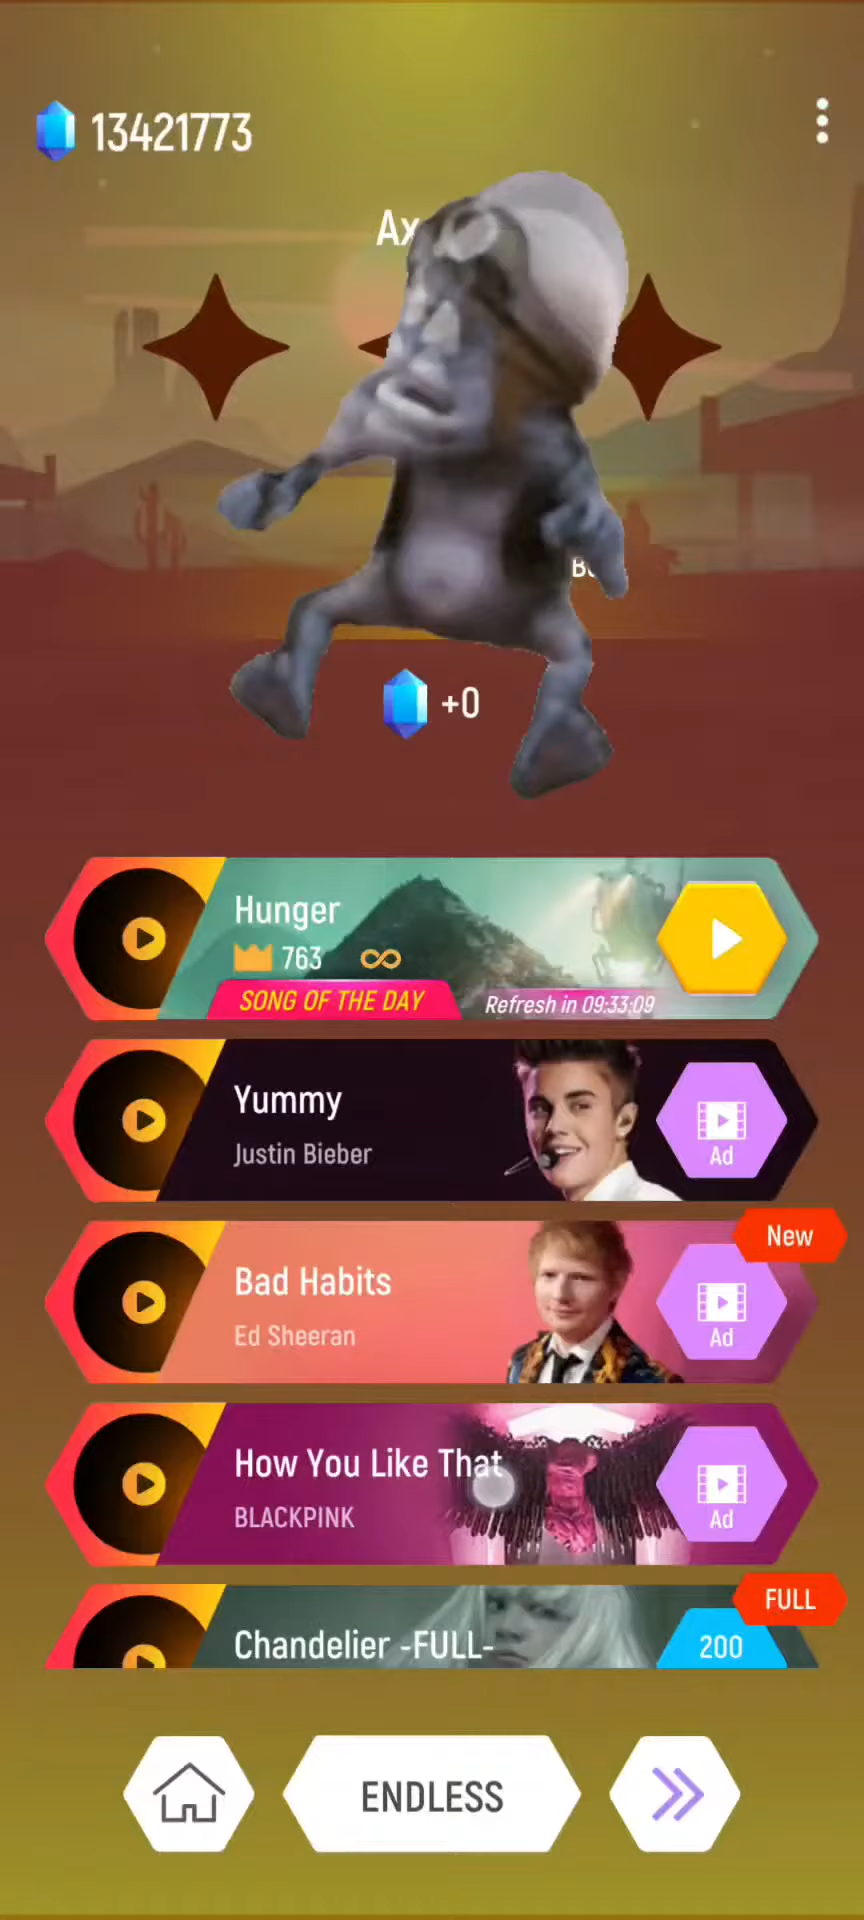 13421773
Ax
+0
Hunger
763
SONG OF THE DAY
Refresh in 09:33:09
Yummy
Justin Bieber
Ad
New
Bad Habits
Ed Sheeran
Ad
How You Like That
BLACKPINK
Ad
FULL
Chandelier -FULL-
200
ENDLESS